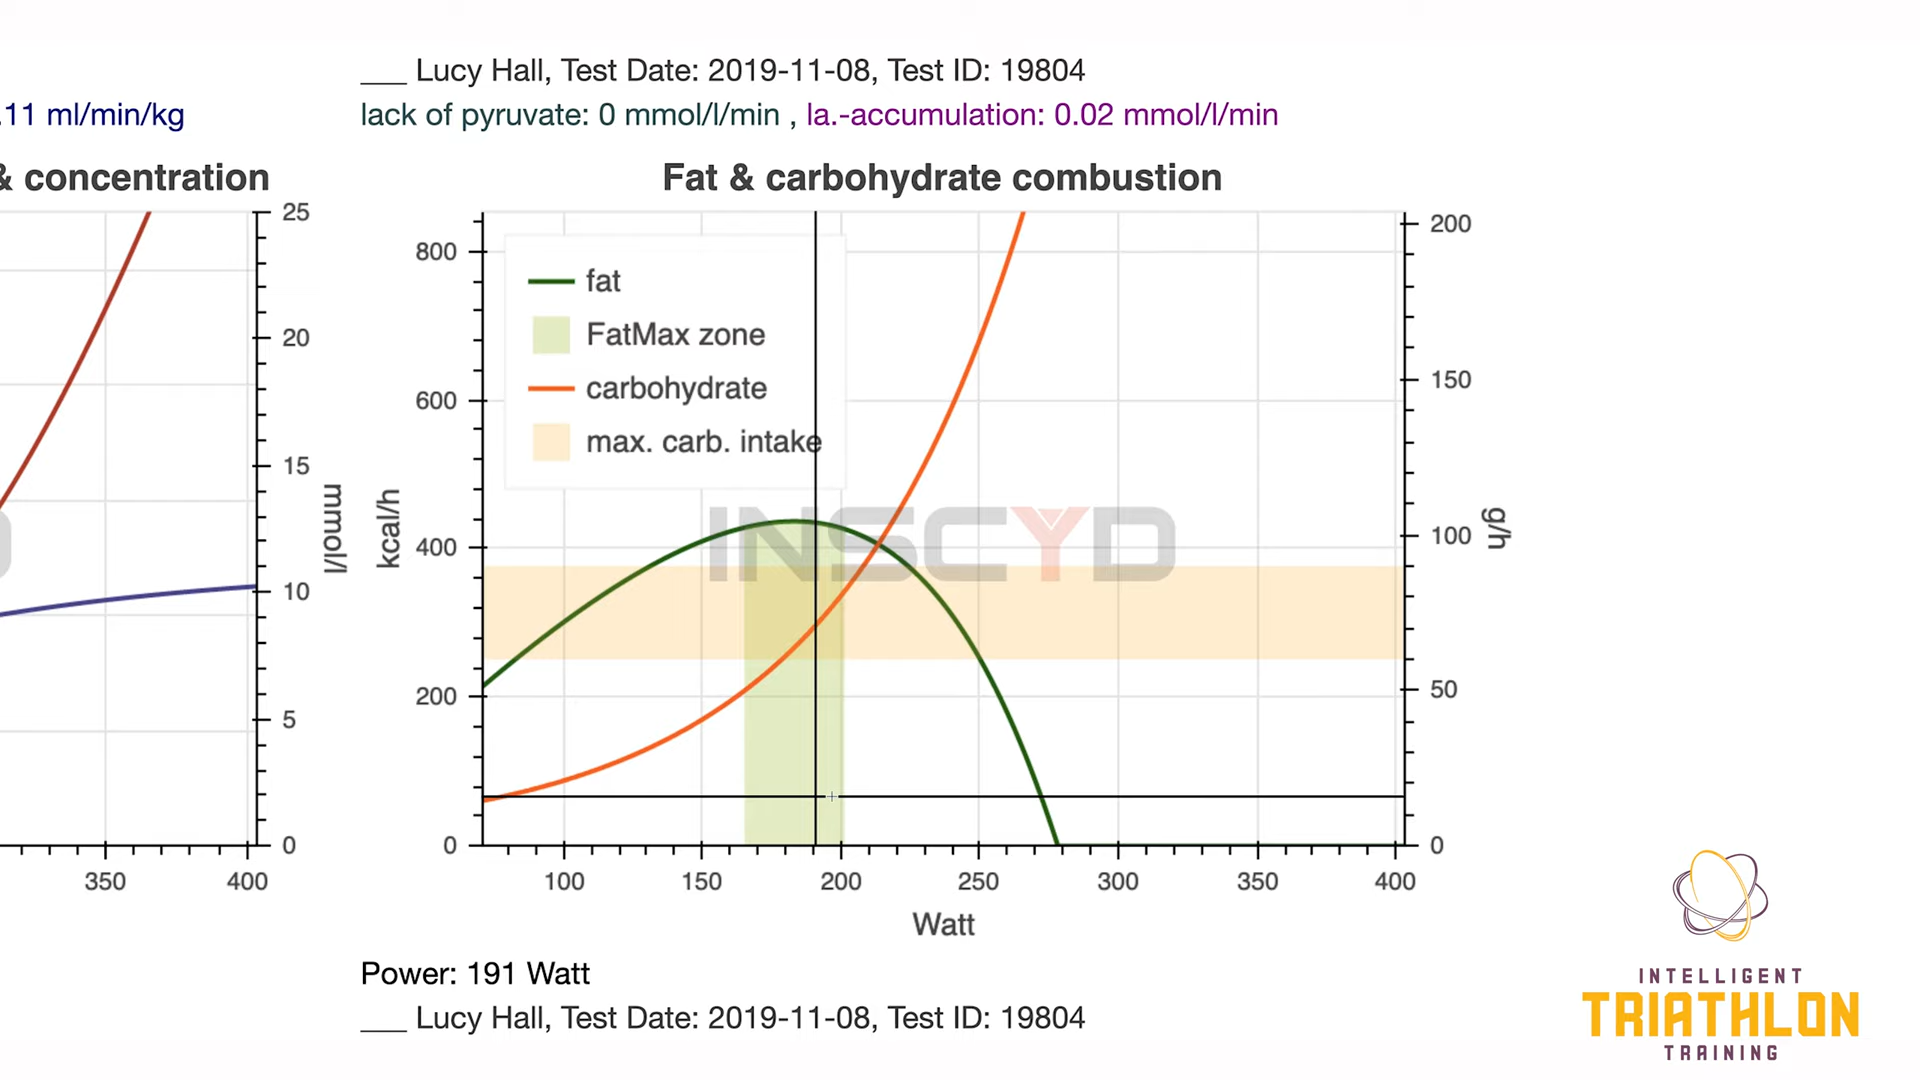 ___ Lucy Hall, Test Date: 2019-11-08, Test ID: 19804
.11 ml/min/kg
lack of pyruvate: 0 mmol/l/min , la.-accumulation: 0.02 mmol/l/min
& concentration
25
20
15
10
5
0
mmol/l
350
400
Fat & carbohydrate combustion
fat
FatMax zone
carbohydrate
max. carb. intake
INSCYD
kcal/h
800
600
400
200
0
200
150
100
50
0
g/h
100
150
200
250
300
350
400
Watt
Power: 191 Watt
___ Lucy Hall, Test Date: 2019-11-08, Test ID: 19804
INTELLIGENT
TRIATHLON
TRAINING